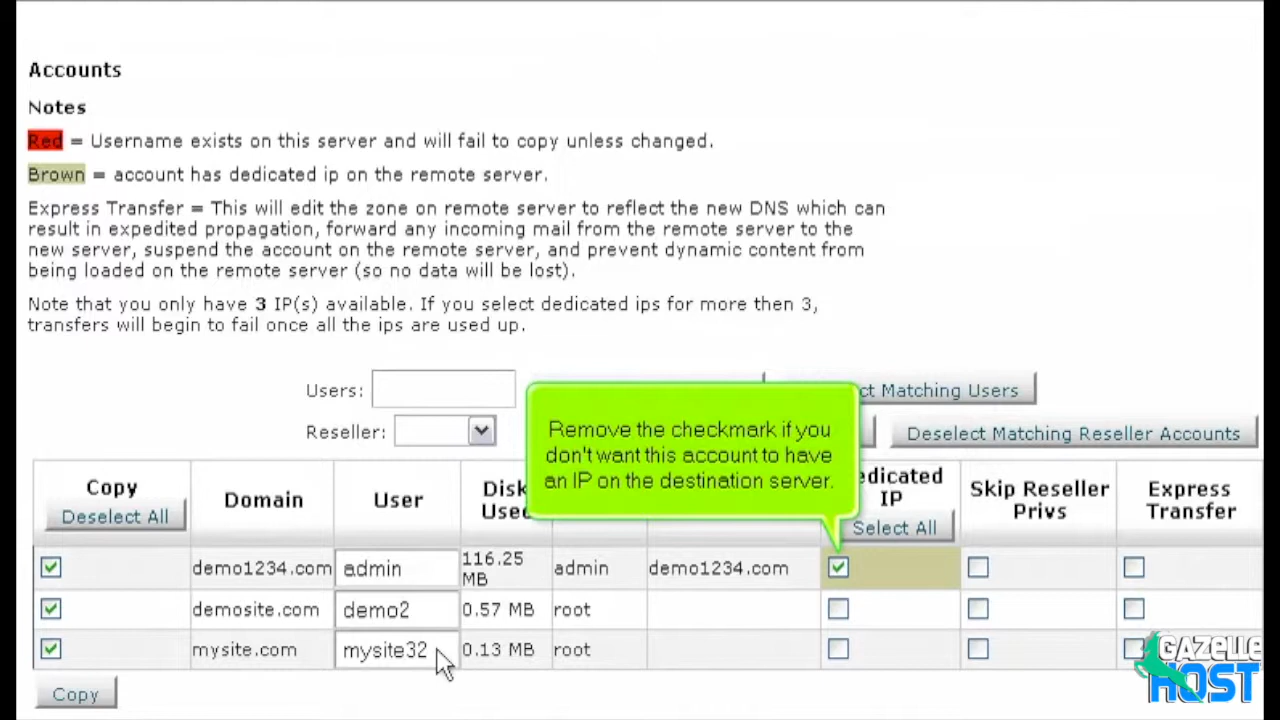 Accounts
Notes
Red = Username exists on this server and will fail to copy unless changed.
Brown = account has dedicated ip on the remote server.
Express Transfer = This will edit the zone on remote server to reflect the new DNS which can
result in expedited propagation, forward any incoming mail from the remote server to the
new server, suspend the account on the remote server, and prevent dynamic content from
being loaded on the remote server (so no data will be lost).
Note that you only have 3 IP(s) available. If you select dedicated ips for more then 3,
transfers will begin to fail once all the ips are used up.
Users:
Matching Users
Reseller:
Deselect Matching Reseller Accounts
Remove the checkmark if you
don't want this account to have
an IP on the destination server.
Copy
Deselect All
Domain
User
Disk
Used
IP
Select All
Skip Reseller
Privs
Express
Transfer
demo1234.com admin 116.25 MB admin demo1234.com
demosite.com demo2 0.57 MB root
mysite.com mysite32 0.13 MB root
Copy
GAZELLE
HOST